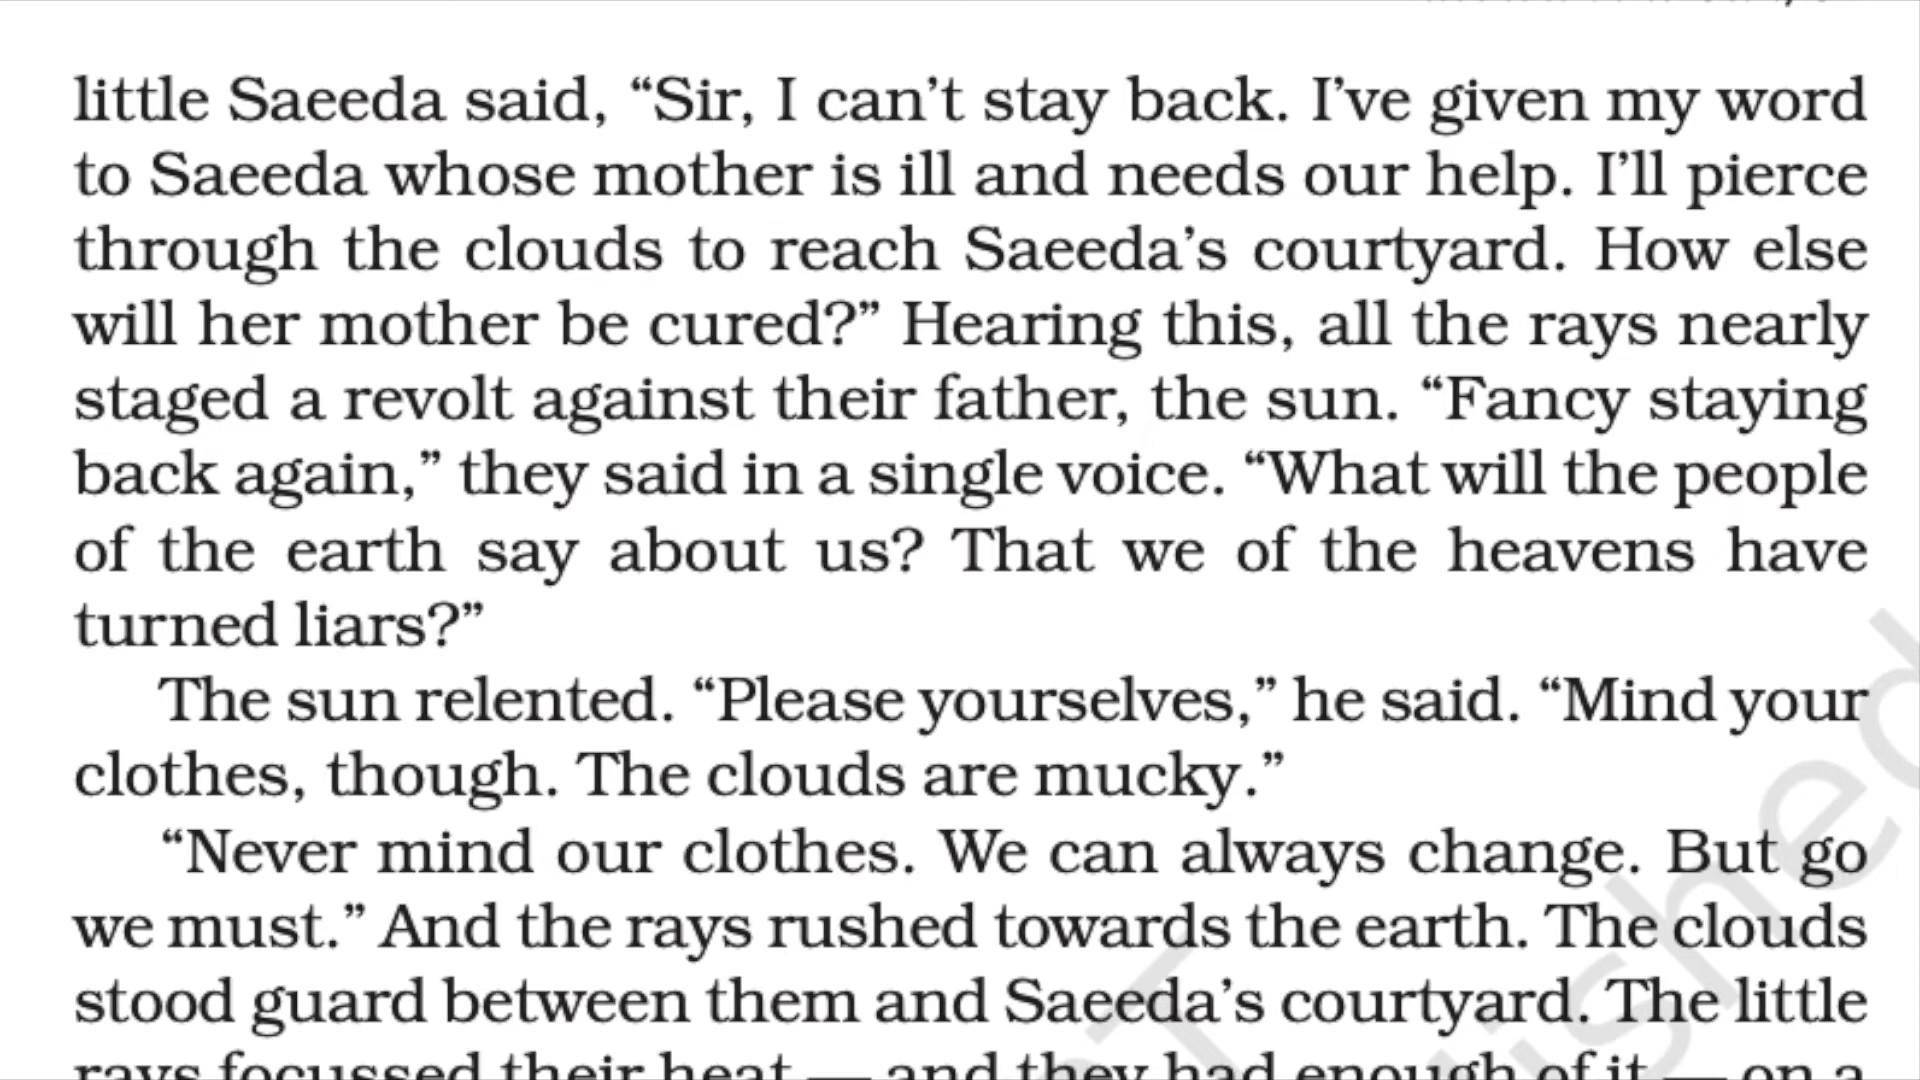 little Saeeda said, “Sir, I can’t stay back. I’ve given my word
to Saeeda whose mother is ill and needs our help. I’ll pierce
through the clouds to reach Saeeda’s courtyard. How else
will her mother be cured?” Hearing this, all the rays nearly
staged a revolt against their father, the sun. “Fancy staying
back again,” they said in a single voice. “What will the people
of the earth say about us? That we of the heavens have
turned liars?”
The sun relented. “Please yourselves,” he said. “Mind your
clothes, though. The clouds are mucky.”
“Never mind our clothes. We can always change. But go
we must.” And the rays rushed towards the earth. The clouds
stood guard between them and Saeeda’s courtyard. The little
rays focussed their heat — and they had enough of it — on a